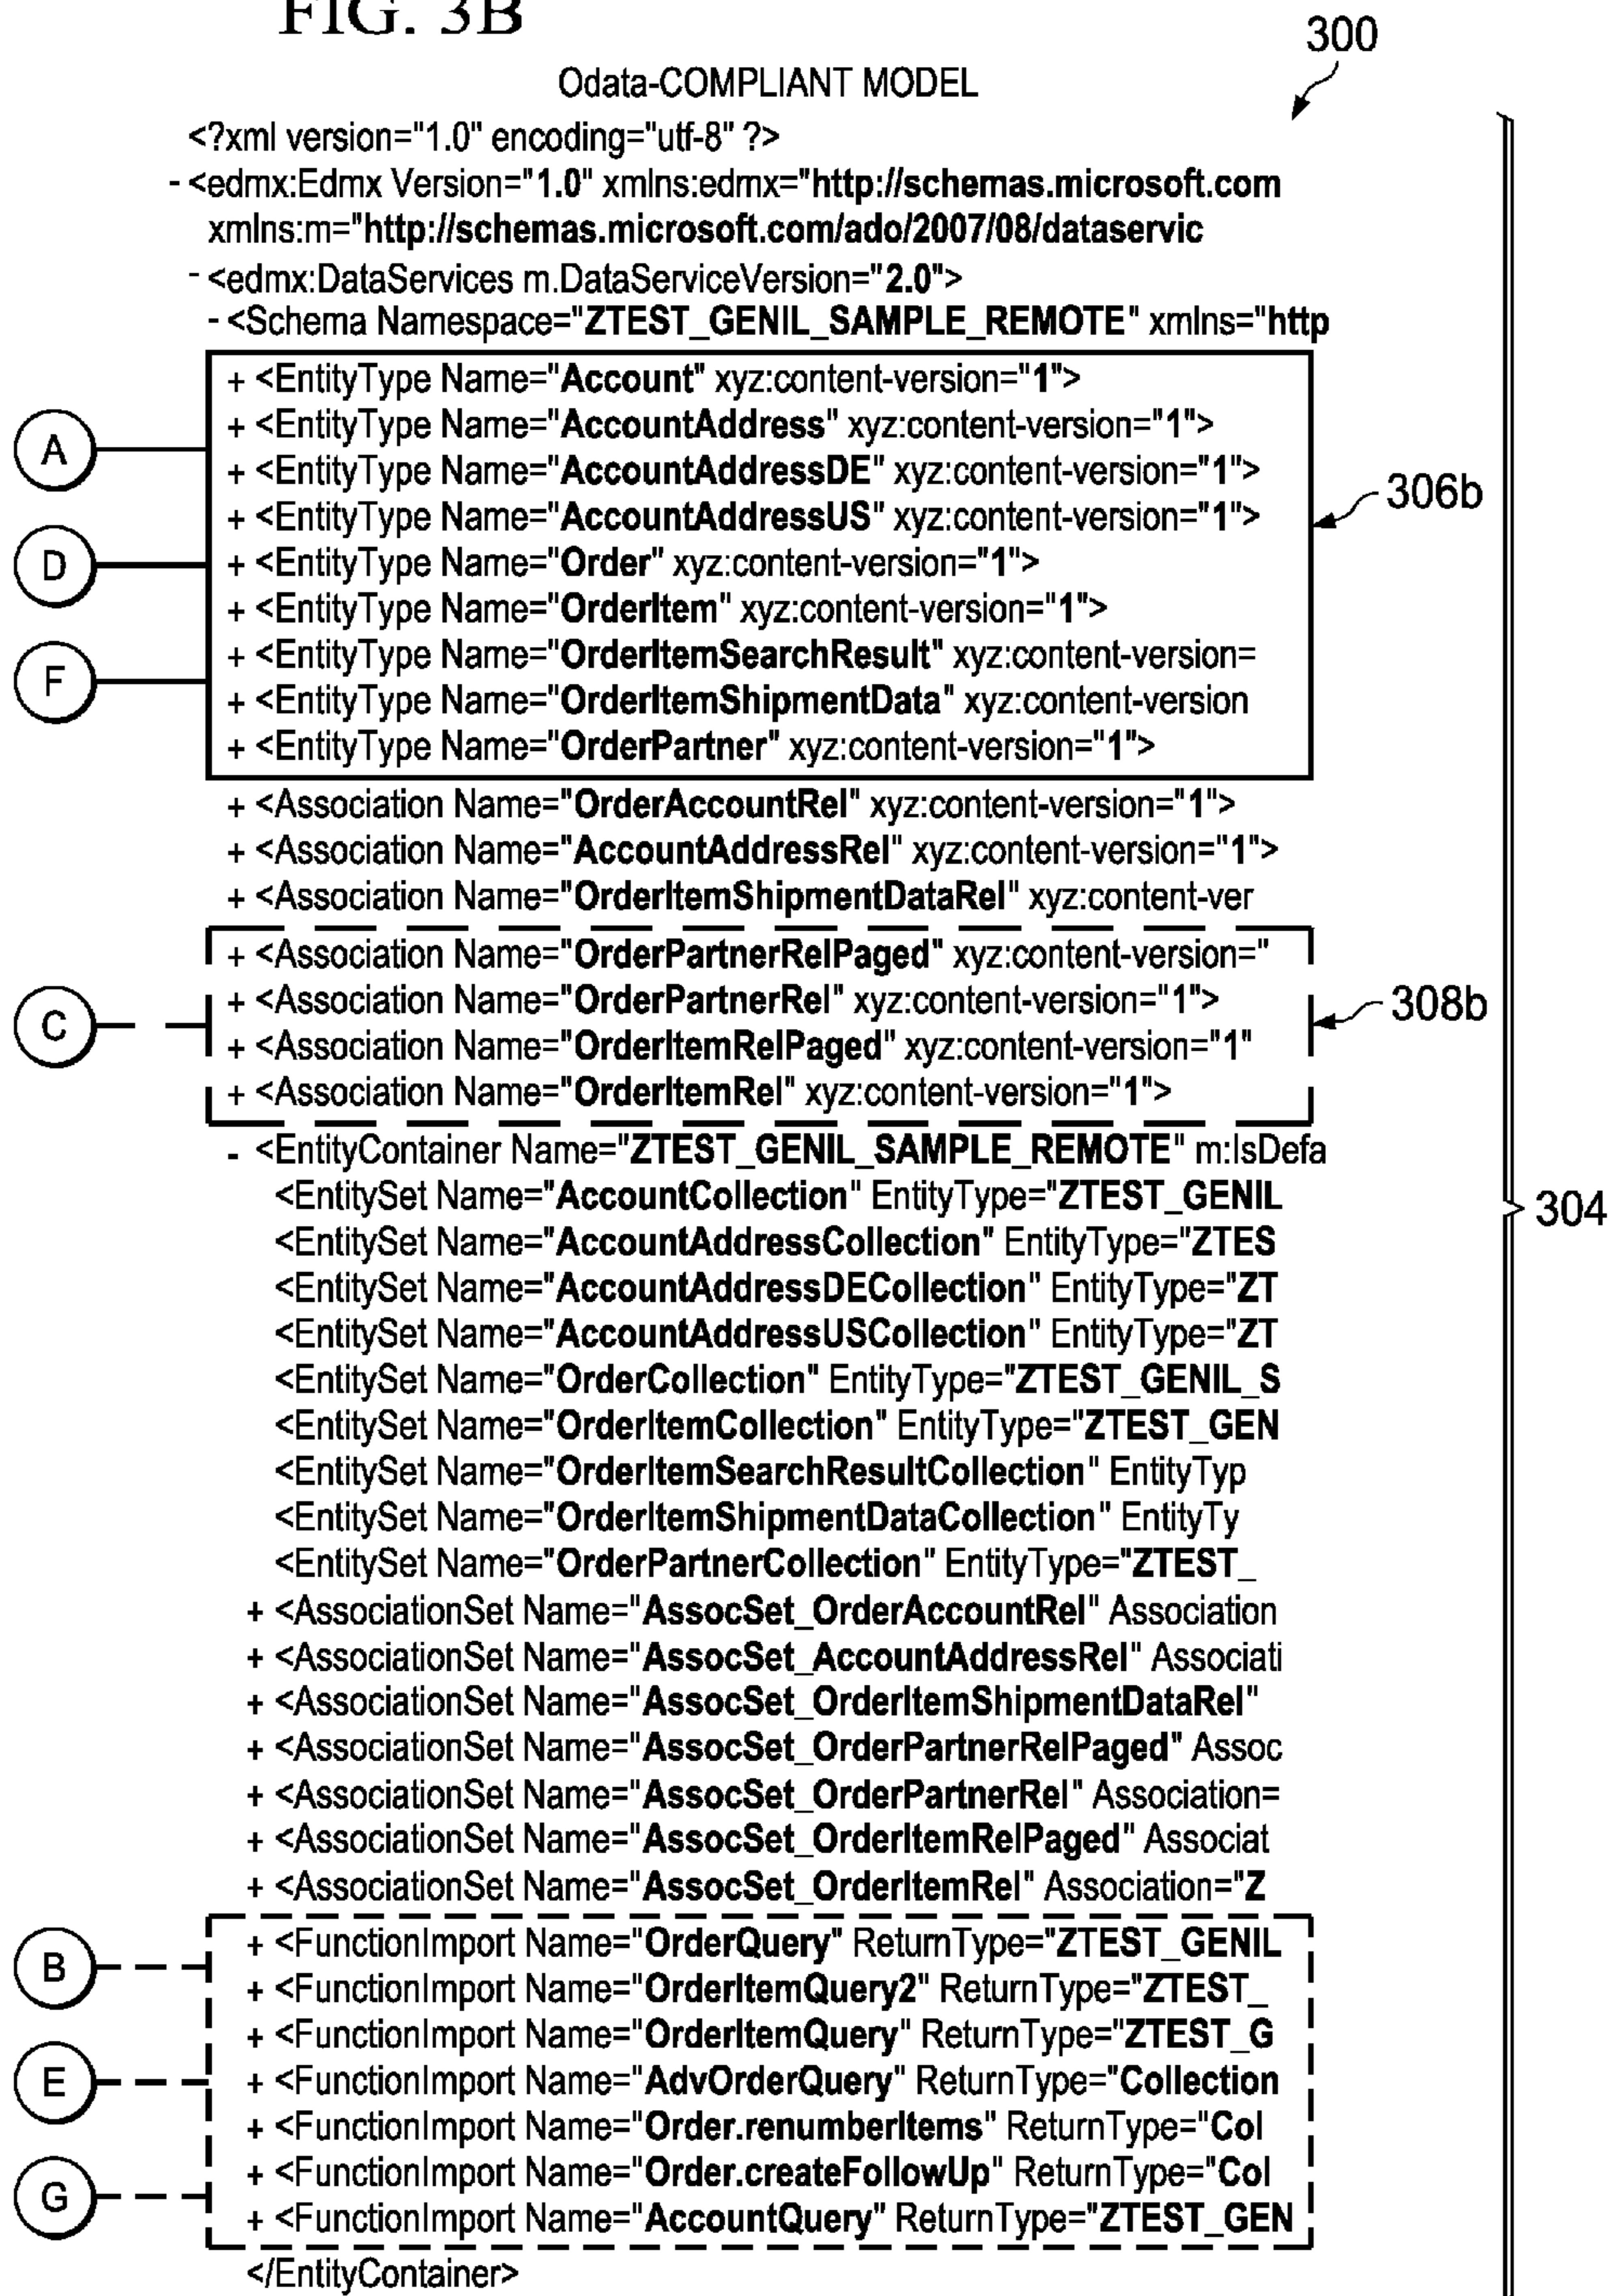 FIG. 3B
300
Odata-COMPLIANT MODEL
<?xml version="1.0" encoding="utf-8" ?>
- <edmx:Edmx Version="1.0" xmlns:edmx="http://schemas.microsoft.com
xmlns:m="http://schemas.microsoft.com/ado/2007/08/dataservic
- <edmx:DataServices m.DataServiceVersion="2.0">
- <Schema Namespace="ZTEST_GENIL_SAMPLE_REMOTE" xmlns="http
+ <EntityType Name="Account" xyz:content-version="1">
+ <EntityType Name="AccountAddress" xyz:content-version="1">
A
+ <EntityType Name="AccountAddressDE" xyz:content-version="1">
306b
+ <EntityType Name="AccountAddressUS" xyz:content-version="1">
D
+ <EntityType Name="Order" xyz:content-version="1">
+ <EntityType Name="OrderItem" xyz:content-version="1">
+ <EntityType Name="OrderItemSearchResult" xyz:content-version=
F
+ <EntityType Name="OrderItemShipmentData" xyz:content-version
+ <EntityType Name="OrderPartner" xyz:content-version="1">
+ <Association Name="OrderAccountRel" xyz:content-version="1">
+ <Association Name="AccountAddressRel" xyz:content-version="1">
+ <Association Name="OrderItemShipmentDataRel" xyz:content-ver
+ <Association Name="OrderPartnerRelPaged" xyz:content-version="
+ <Association Name="OrderPartnerRel" xyz:content-version="1">
308b
C
+ <Association Name="OrderItemRelPaged" xyz:content-version="1"
+ <Association Name="OrderItemRel" xyz:content-version="1">
- <EntityContainer Name="ZTEST_GENIL_SAMPLE_REMOTE" m:IsDefa
<EntitySet Name="AccountCollection" EntityType="ZTEST_GENIL
304
<EntitySet Name="AccountAddressCollection" EntityType="ZTES
<EntitySet Name="AccountAddressDECollection" EntityType="ZT
<EntitySet Name="AccountAddressUSCollection" EntityType="ZT
<EntitySet Name="OrderCollection" EntityType="ZTEST_GENIL_S
<EntitySet Name="OrderItemCollection" EntityType="ZTEST_GEN
<EntitySet Name="OrderItemSearchResultCollection" EntityTyp
<EntitySet Name="OrderItemShipmentDataCollection" EntityTy
<EntitySet Name="OrderPartnerCollection" EntityType="ZTEST_
+ <AssociationSet Name="AssocSet_OrderAccountRel" Association
+ <AssociationSet Name="AssocSet_AccountAddressRel" Associati
+ <AssociationSet Name="AssocSet_OrderItemShipmentDataRel"
+ <AssociationSet Name="AssocSet_OrderPartnerRelPaged" Assoc
+ <AssociationSet Name="AssocSet_OrderPartnerRel" Association=
+ <AssociationSet Name="AssocSet_OrderItemRelPaged" Associat
+ <AssociationSet Name="AssocSet_OrderItemRel" Association="Z
+ <FunctionImport Name="OrderQuery" ReturnType="ZTEST_GENIL
B
+ <FunctionImport Name="OrderItemQuery2" ReturnType="ZTEST_
+ <FunctionImport Name="OrderItemQuery" ReturnType="ZTEST_G
E
+ <FunctionImport Name="AdvOrderQuery" ReturnType="Collection
+ <FunctionImport Name="Order.renumberItems" ReturnType="Col
+ <FunctionImport Name="Order.createFollowUp" ReturnType="Col
G
+ <FunctionImport Name="AccountQuery" ReturnType="ZTEST_GEN
</EntityContainer>